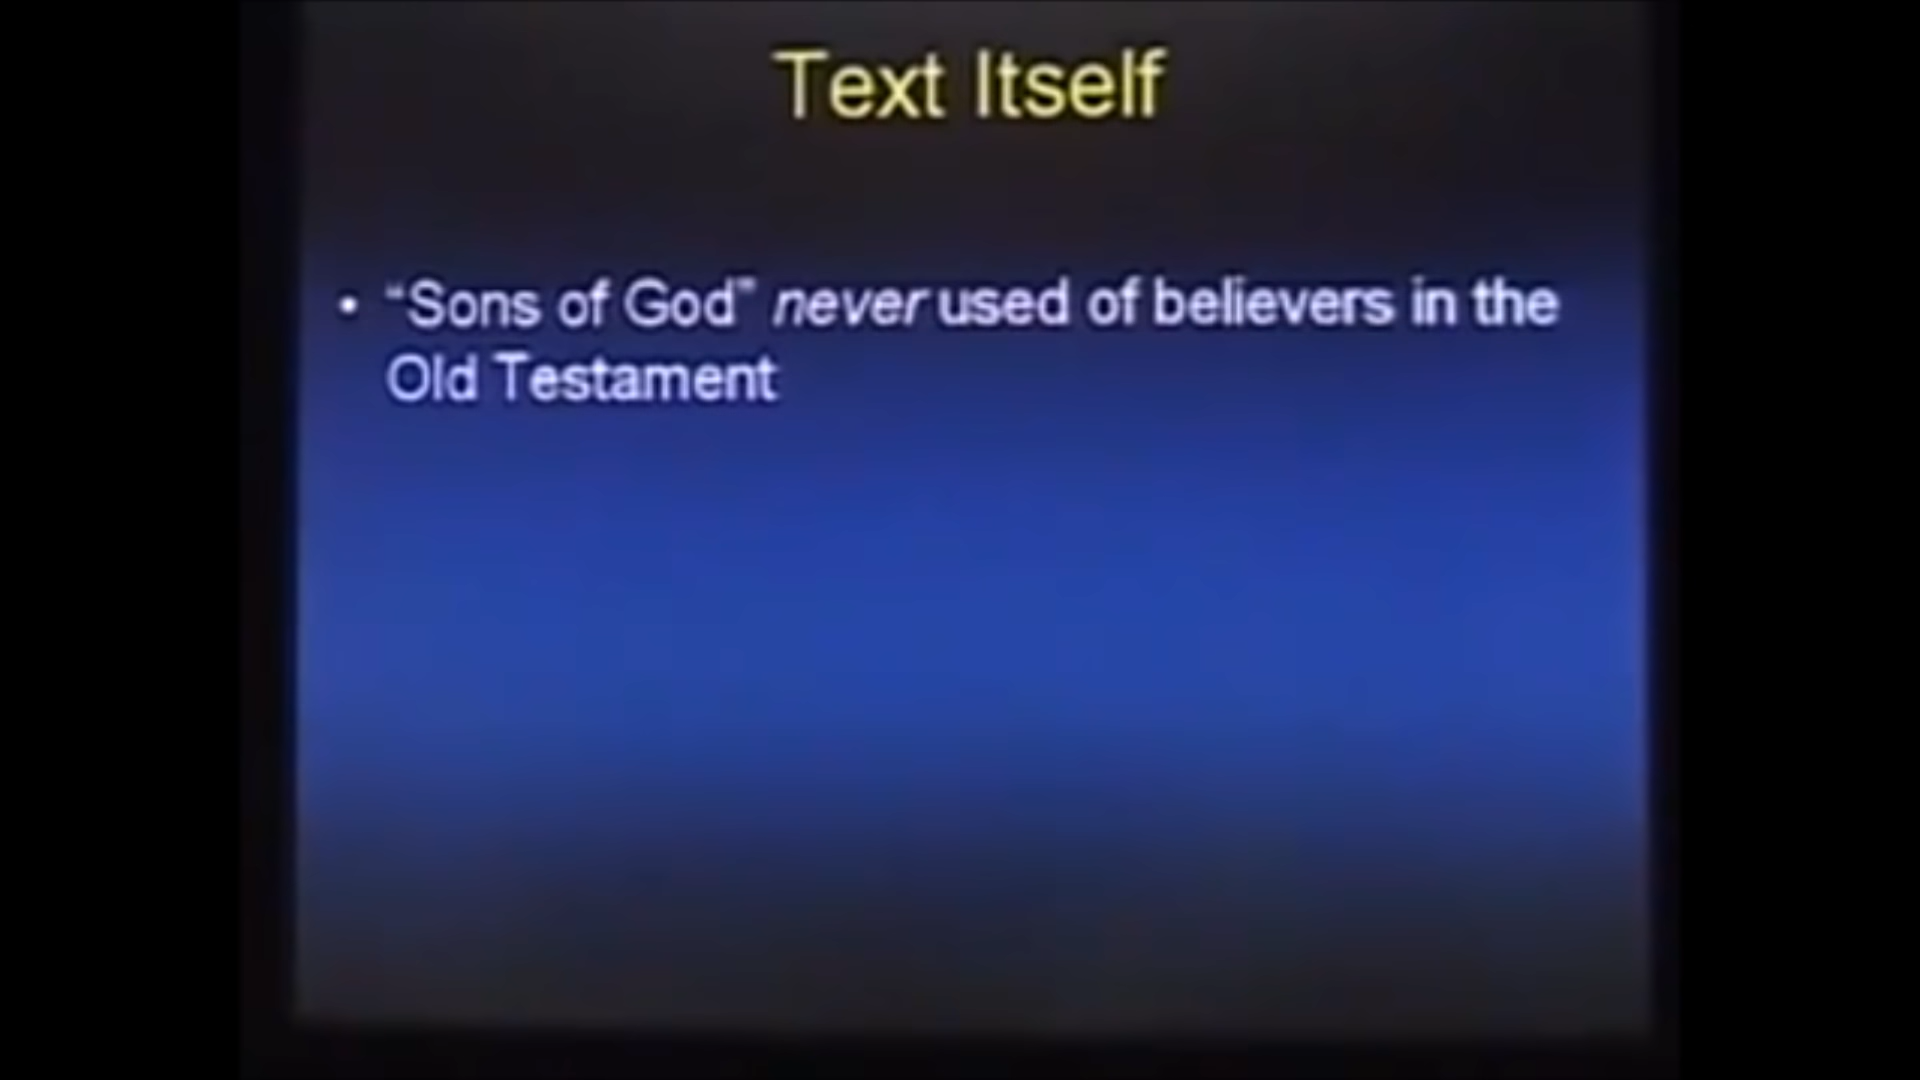 Text Itself
• “Sons of God” never used of believers in the
Old Testament